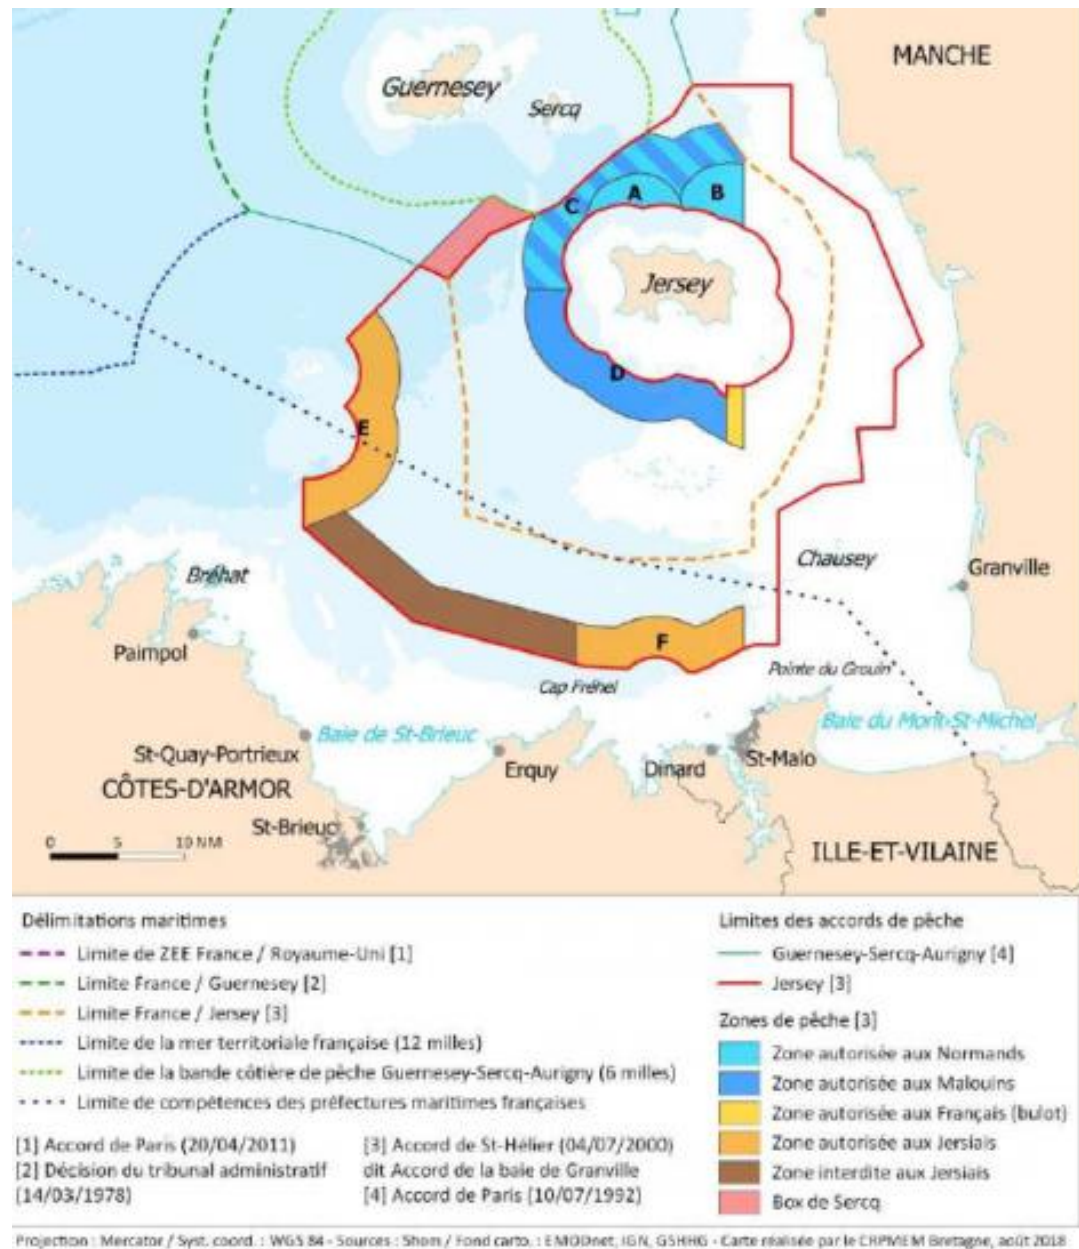 MANCHE
Guernesey
Sercq
A
B
C
Jersey
D
E
Chausey
Granville
Bréhat
Paimpol
F
Pointe du Grouin
Cap Fréhel
Baie de St-Brieuc
Baie du Mont-St-Michel
St-Quay-Portrieux
Erquy
Dinard
St-Malo
CÔTES-D'ARMOR
St-Brieuc
0 5 10 NM
ILLE-ET-VILAINE
Délimitations maritimes
Limite de ZEE France / Royaume-Uni [1]
Limite France / Guernesey [2]
Limite France / Jersey [3]
Limite de la mer territoriale française (12 milles)
Limite de la bande côtière de pêche Guernesey-Sercq-Aurigny (6 milles)
Limite de compétences des préfectures maritimes françaises
[1] Accord de Paris (20/04/2011)
[2] Décision du tribunal administratif
(14/03/1978)
[3] Accord de St-Hélier (04/07/2000)
dit Accord de la baie de Granville
[4] Accord de Paris (10/07/1992)
Limites des accords de pêche
Guernesey-Sercq-Aurigny [4]
Jersey [3]
Zones de pêche [3]
Zone autorisée aux Normands
Zone autorisée aux Malouins
Zone autorisée aux Français (bulot)
Zone autorisée aux Jersiais
Zone interdite aux Jersiais
Box de Sercq
Projection : Mercator / Syst. coord. : WGS 84 - Sources : Shom / Fond carto. : EMODnet, IGN, GSHHG - Carte réalisée par le CRPMEM Bretagne, août 2018